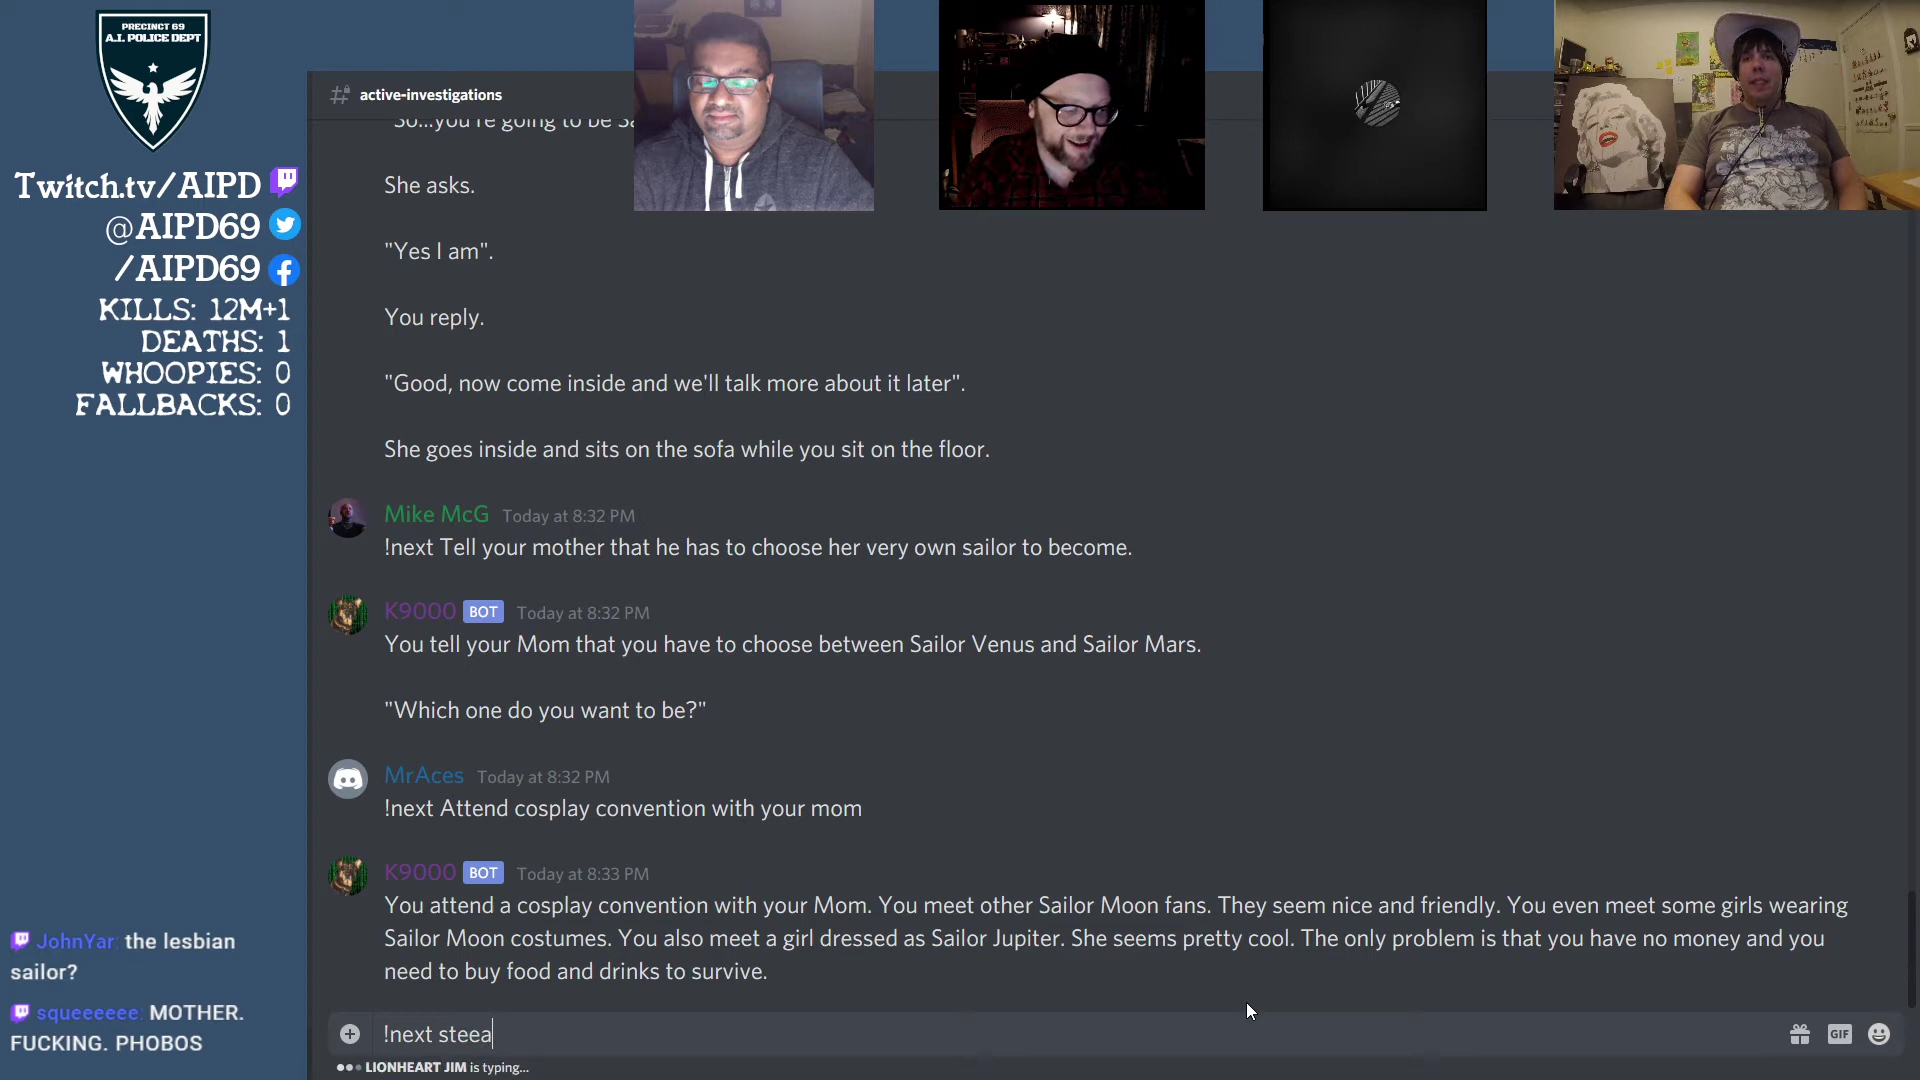 PRECINCT 69
A.I. POLICE DEPT
Twitch.tv/AIPD
@AIPD69
/AIPD69
KILLS: 12M+1
DEATHS: 1
WHOOPIES: 0
FALLBACKS: 0
JohnYar: the lesbian
sailor?
squeeeeee: MOTHER.
FUCKING. PHOBOS
active-investigations
"So...you're going to be
She asks.
"Yes I am".
You reply.
"Good, now come inside and we'll talk more about it later".
She goes inside and sits on the sofa while you sit on the floor.
Mike McG Today at 8:32 PM
!next Tell your mother that he has to choose her very own sailor to become.
K9000 BOT Today at 8:32 PM
You tell your Mom that you have to choose between Sailor Venus and Sailor Mars.
"Which one do you want to be?"
MrAces Today at 8:32 PM
!next Attend cosplay convention with your mom
K9000 BOT Today at 8:33 PM
You attend a cosplay convention with your Mom. You meet other Sailor Moon fans. They seem nice and friendly. You even meet some girls wearing
Sailor Moon costumes. You also meet a girl dressed as Sailor Jupiter. She seems pretty cool. The only problem is that you have no money and you
need to buy food and drinks to survive.
!next steea
GIF
LIONHEART JIM is typing...